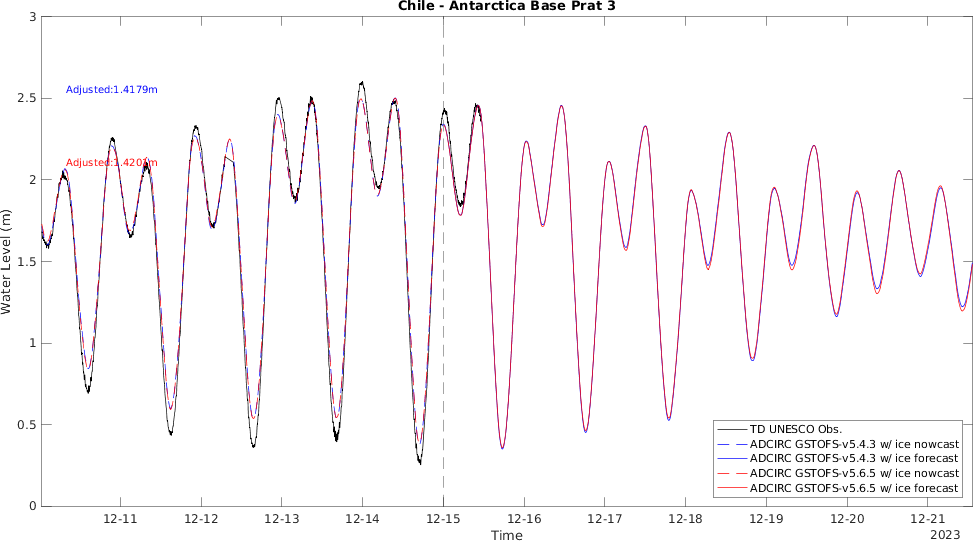 Chile - Antarctica Base Prat 3
3
2.5
2
1.5
1
0.5
0
Water Level (m)
Adjusted:1.4179m
Adjusted:1.4201m
TD UNESCO Obs.
ADCIRC GSTOFS-v5.4.3 w/ ice nowcast
ADCIRC GSTOFS-v5.4.3 w/ ice forecast
ADCIRC GSTOFS-v5.6.5 w/ ice nowcast
ADCIRC GSTOFS-v5.6.5 w/ ice forecast
12-11 12-12 12-13 12-14 12-15 12-16 12-17 12-18 12-19 12-20 12-21
Time
2023